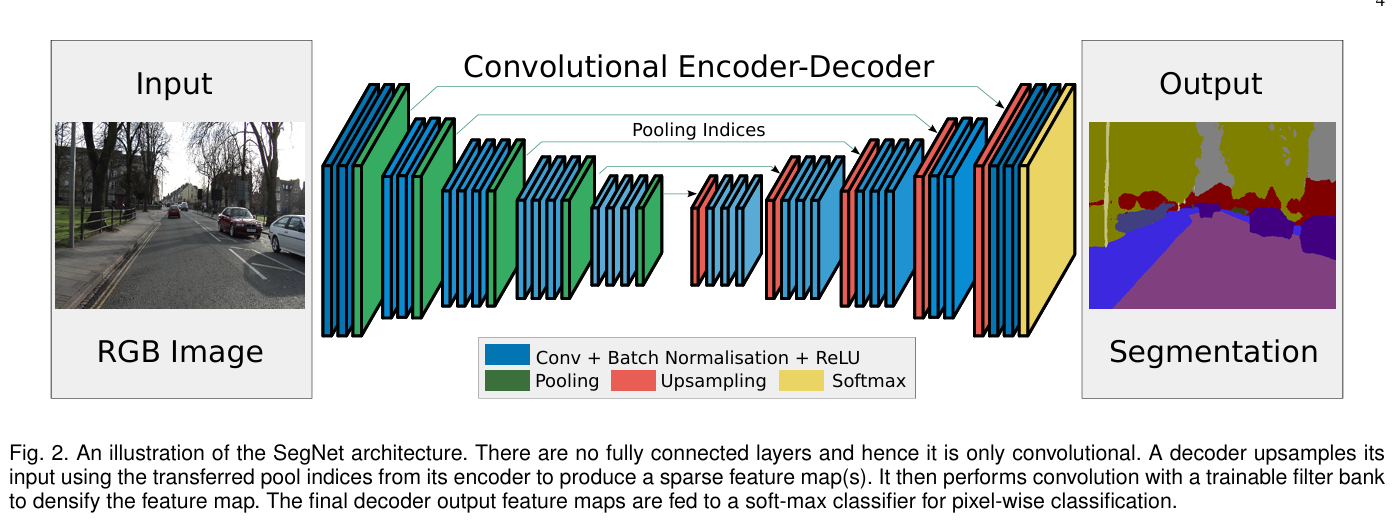 4
Input
Convolutional Encoder-Decoder
Output
Pooling Indices
RGB Image
Segmentation
Conv + Batch Normalisation + ReLU
Pooling
Upsampling
Softmax
Fig. 2. An illustration of the SegNet architecture. There are no fully connected layers and hence it is only convolutional. A decoder upsamples its
input using the transferred pool indices from its encoder to produce a sparse feature map(s). It then performs convolution with a trainable filter bank
to densify the feature map. The final decoder output feature maps are fed to a soft-max classifier for pixel-wise classification.